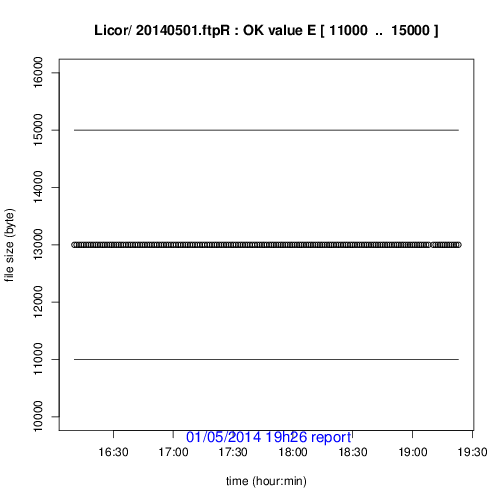 Licor/ 20140501.ftpR : OK value E [ 11000 .. 15000 ]
file size (byte)
16000
15000
14000
13000
12000
11000
10000
01/05/2014 19h26 report
16:30 17:00 17:30 18:00 18:30 19:00 19:30
time (hour:min)